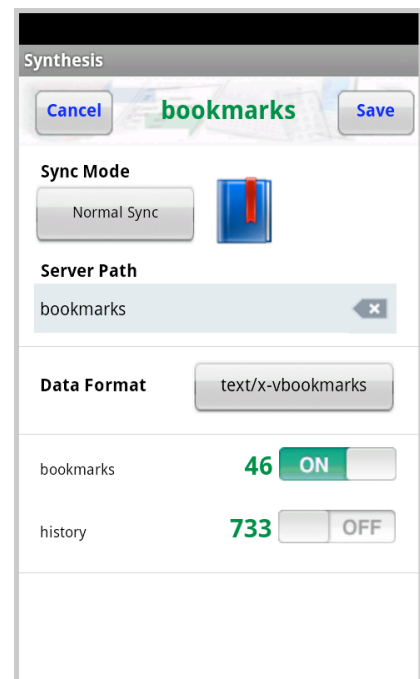 Synthesis
Cancel bookmarks Save
Sync Mode
Normal Sync
Server Path
bookmarks
Data Format text/x-vbookmarks
bookmarks 46 ON
history 733 OFF